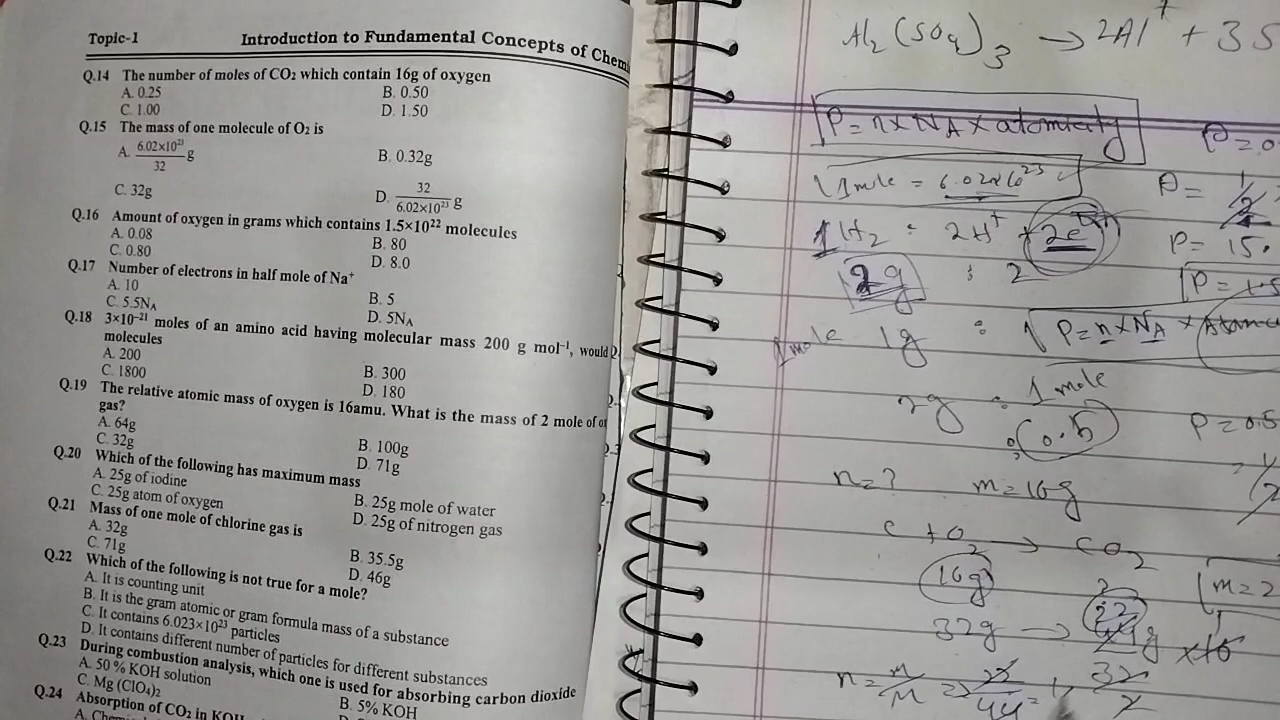 Topic-1 Introduction to Fundamental Concepts of Chem
Q.14 The number of moles of CO₂ which contain 16g of oxygen
A. 0.25 B. 0.50
C. 1.00 D. 1.50
Q.15 The mass of one molecule of O₂ is
A. 6.02×10²³/32 g B. 0.32g
C. 32g D. 32/6.02×10²³ g
Q.16 Amount of oxygen in grams which contains 1.5×10²² molecules
A. 0.08 B. 80
C. 0.80 D. 8.0
Q.17 Number of electrons in half mole of Na⁺
A. 10 B. 5
C. 5.5Nᴀ D. 5Nᴀ
Q.18 3×10⁻²¹ moles of an amino acid having molecular mass 200 g mol⁻¹, would
molecules
A. 200 B. 300
C. 1800 D. 180
Q.19 The relative atomic mass of oxygen is 16amu. What is the mass of 2 mole of
gas?
A. 64g B. 100g
C. 32g D. 71g
Q.20 Which of the following has maximum mass
A. 25g of iodine B. 25g mole of water
C. 25g atom of oxygen D. 25g of nitrogen gas
Q.21 Mass of one mole of chlorine gas is
A. 32g B. 35.5g
C. 71g D. 46g
Q.22 Which of the following is not true for a mole?
A. It is counting unit
B. It is the gram atomic or gram formula mass of a substance
C. It contains 6.023×10²³ particles
D. It contains different number of particles for different substances
Q.23 During combustion analysis, which one is used for absorbing carbon dioxide
A. 50 % KOH solution B. 5% KOH
C. Mg (ClO₄)₂
Q.24 Absorption of CO₂ in KOH
Al₂(SO₄)₃ → 2Al⁺ + 3S
P = n × Nᴀ × atomicity
1 mole = 6.02×10²³
P =
1H₂ : 2H⁺ + 2e⁻
P = 15.
2g : 2
1 mole 1g :
P = n × Nᴀ ×
2g : 1 mole
: 0.5
P = 0.5
n = ? m = 16g
C + O₂ → CO₂
16g
m = 2
32g →
n = m/M =